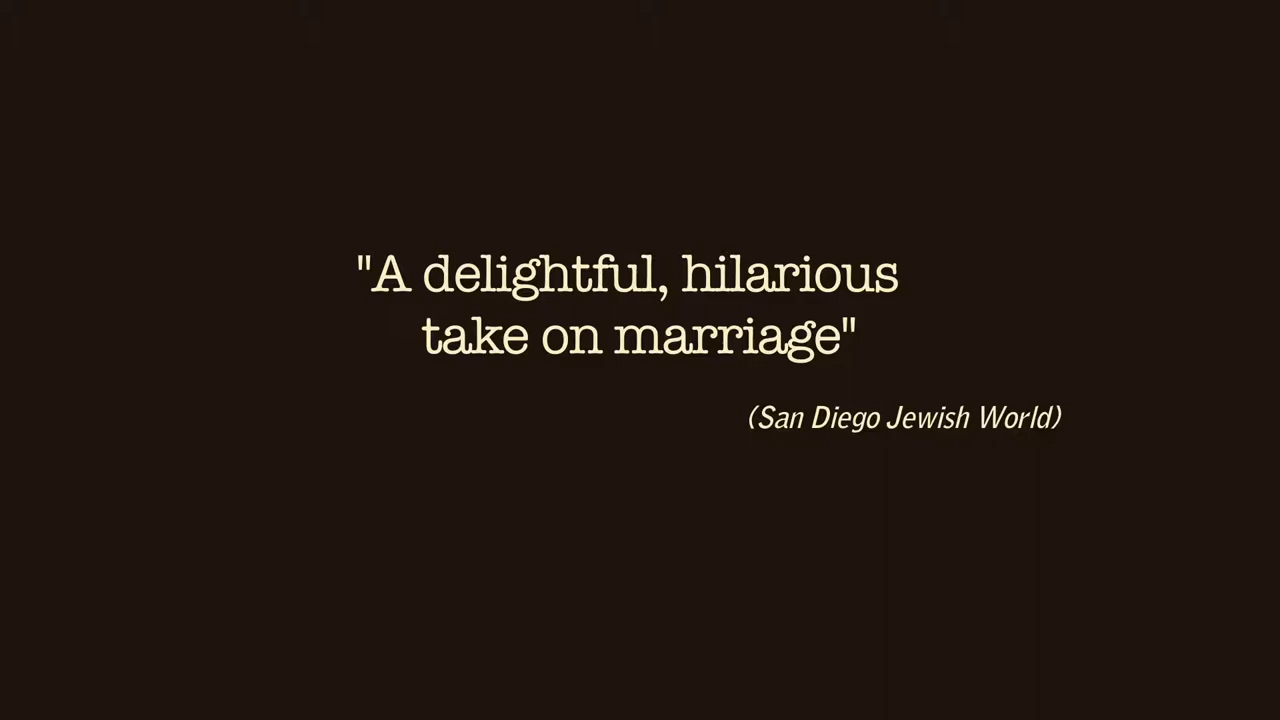 "A delightful, hilarious
take on marriage"
(San Diego Jewish World)